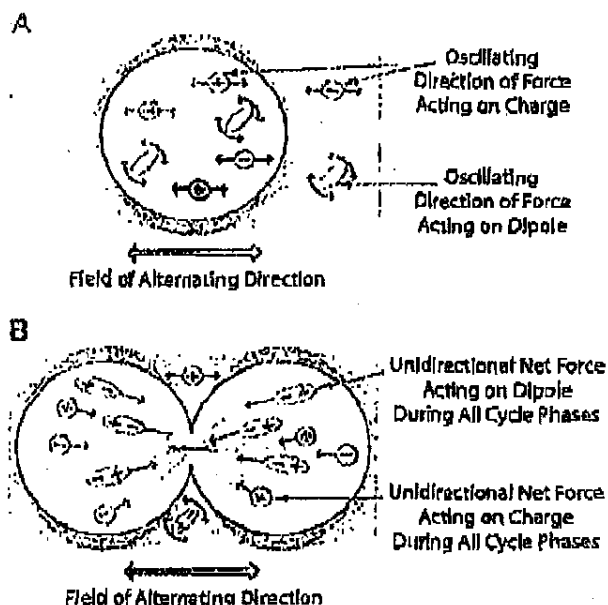 A
Oscillating
Direction of Force
Acting on Charge
Oscillating
Direction of Force
Acting on Dipole
Field of Alternating Direction
B
Unidirectional Net Force
Acting on Dipole
During All Cycle Phases
Unidirectional Net Force
Acting on Charge
During All Cycle Phases
Field of Alternating Direction